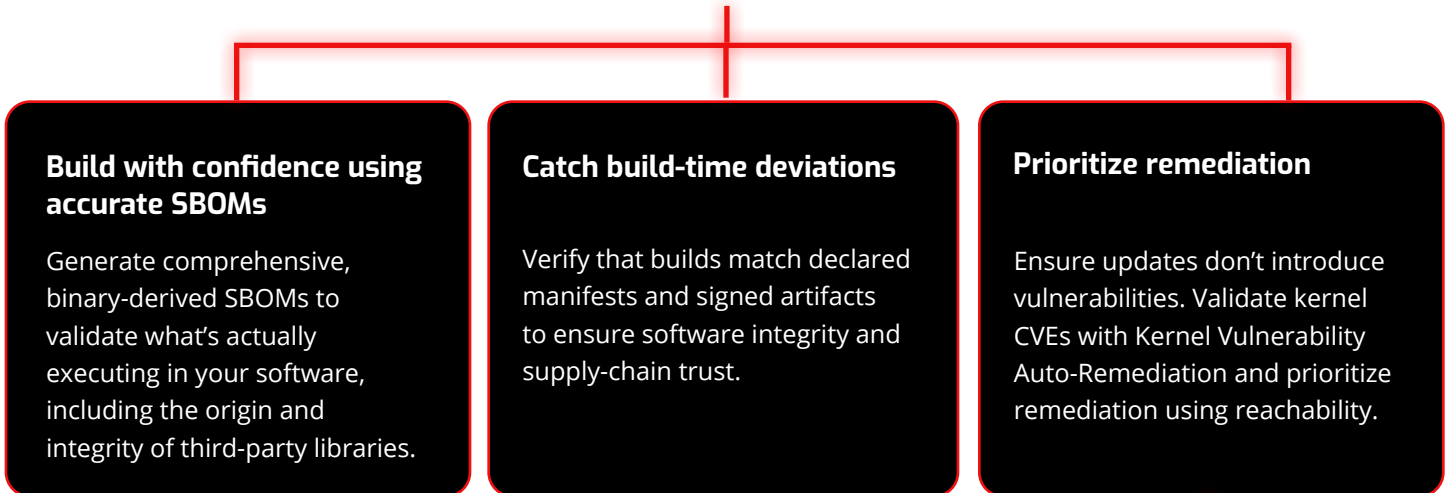 Build with confidence using
accurate SBOMs
Generate comprehensive,
binary-derived SBOMs to
validate what’s actually
executing in your software,
including the origin and
integrity of third-party libraries.
Catch build-time deviations
Verify that builds match declared
manifests and signed artifacts
to ensure software integrity and
supply-chain trust.
Prioritize remediation
Ensure updates don’t introduce
vulnerabilities. Validate kernel
CVEs with Kernel Vulnerability
Auto-Remediation and prioritize
remediation using reachability.